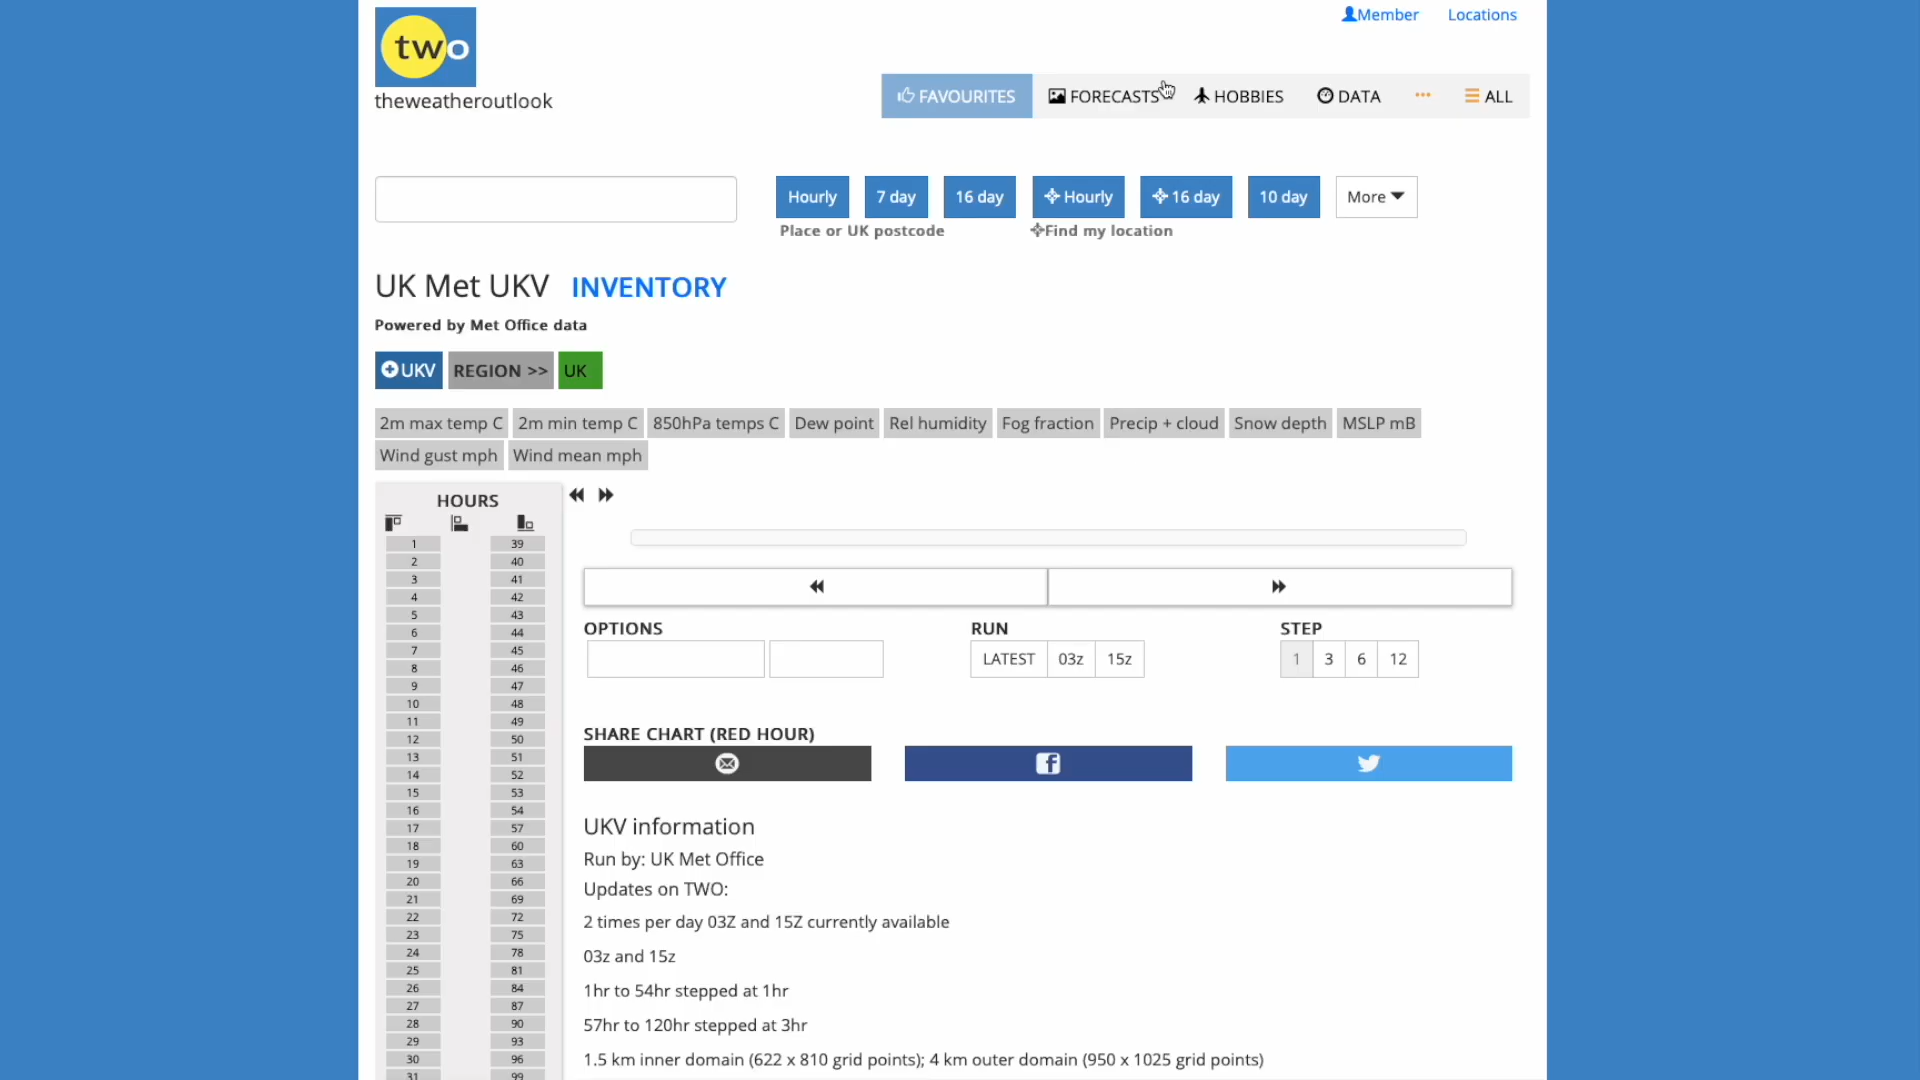 Member Locations
two
theweatheroutlook
FAVOURITES FORECASTS HOBBIES DATA ... ALL
Hourly 7 day 16 day Hourly 16 day 10 day More
Place or UK postcode Find my location
UK Met UKV INVENTORY
Powered by Met Office data
UKV REGION >> UK
2m max temp C 2m min temp C 850hPa temps C Dew point Rel humidity Fog fraction Precip + cloud Snow depth MSLP mB
Wind gust mph Wind mean mph
HOURS
1 39
2 40
3 41
4 42
5 43
6 44
7 45
8 46
9 47
10 48
11 49
12 50
13 51
14 52
15 53
16 54
17 57
18 60
19 63
20 66
21 69
22 72
23 75
24 78
25 81
26 84
27 87
28 90
29 93
30 96
31 99
OPTIONS RUN STEP
LATEST 03z 15z 1 3 6 12
SHARE CHART (RED HOUR)
UKV information
Run by: UK Met Office
Updates on TWO:
2 times per day 03Z and 15Z currently available
03z and 15z
1hr to 54hr stepped at 1hr
57hr to 120hr stepped at 3hr
1.5 km inner domain (622 x 810 grid points); 4 km outer domain (950 x 1025 grid points)